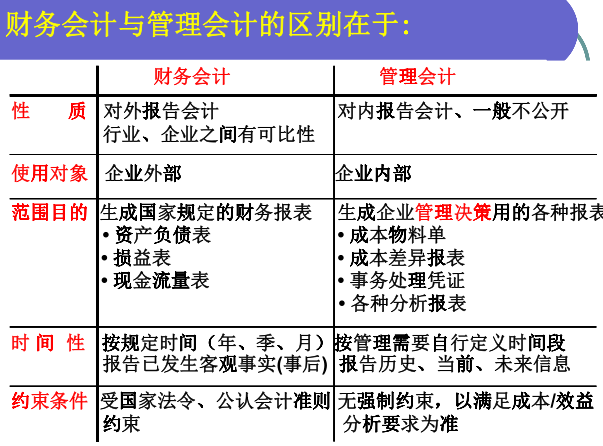 财务会计与管理会计的区别在于:
财务会计 管理会计
性 质 对外报告会计 对内报告会计、一般不公开
行业、企业之间有可比性
使用对象 企业外部 企业内部
范围目的 生成国家规定的财务报表 生成企业管理决策用的各种报表
• 资产负债表 • 成本物料单
• 损益表 • 成本差异报表
• 现金流量表 • 事务处理凭证
• 各种分析报表
时 间 性 按规定时间（年、季、月） 按管理需要自行定义时间段
报告已发生客观事实(事后) 报告历史、当前、未来信息
约束条件 受国家法令、公认会计准则 无强制约束，以满足成本/效益
约束 分析要求为准